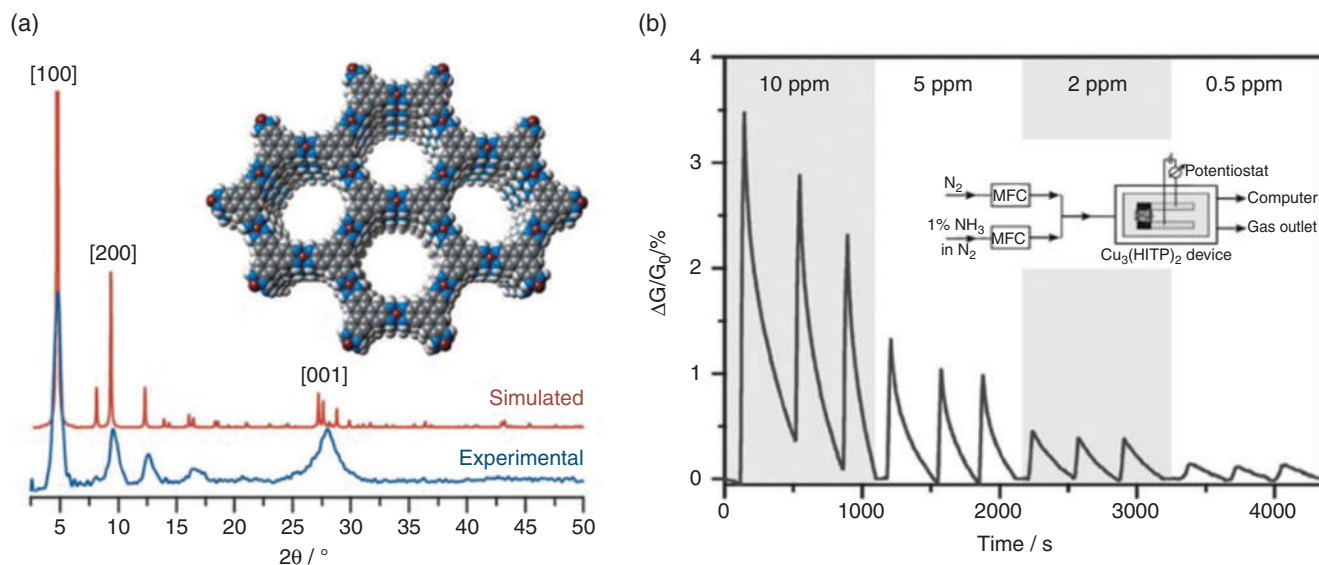 (a)
[100]
[200]
[001]
Simulated
Experimental
5 10 15 20 25 30 35 40 45 50
2θ / °
(b)
4
3
2
1
0
ΔG/G₀/%
10 ppm 5 ppm 2 ppm 0.5 ppm
N₂
MFC
1% NH₃
in N₂
MFC
Potentiostat
Computer
Gas outlet
Cu₃(HITP)₂ device
0 1000 2000 3000 4000
Time / s